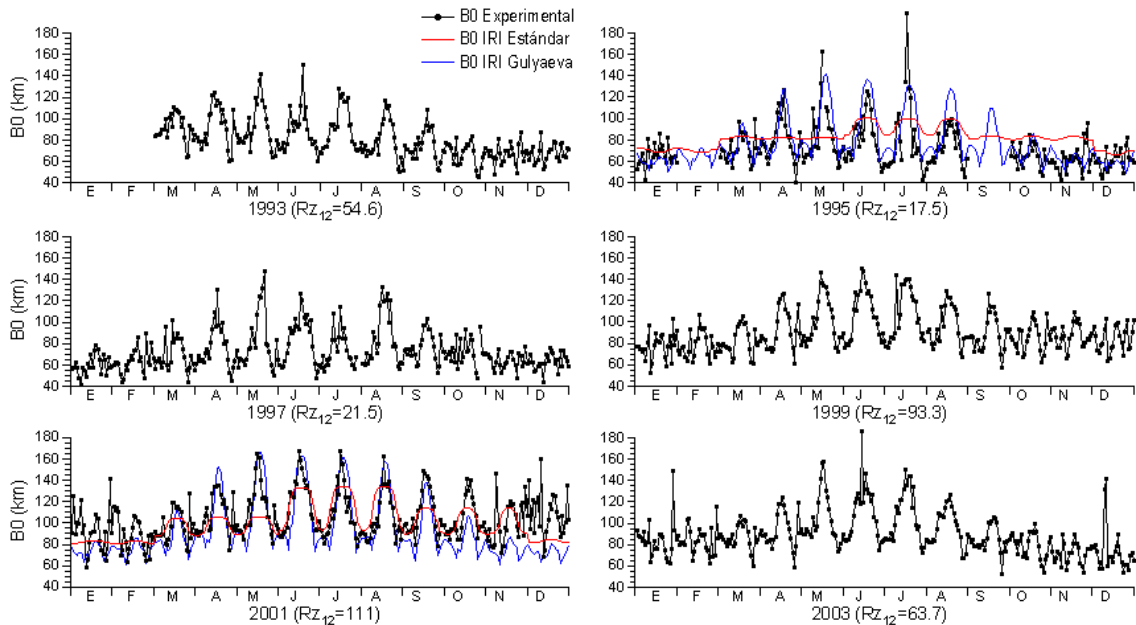 B0 Experimental
B0 IRI Estándar
B0 IRI Gulyaeva
180
160
140
120
100
80
60
40
B0 (km)
E F M A M J J A S O N D
1993 (Rz12=54.6)
180
160
140
120
100
80
60
40
B0 (km)
E F M A M J J A S O N D
1995 (Rz12=17.5)
180
160
140
120
100
80
60
40
B0 (km)
E F M A M J J A S O N D
1997 (Rz12=21.5)
180
160
140
120
100
80
60
40
E F M A M J J A S O N D
1999 (Rz12=93.3)
180
160
140
120
100
80
60
40
B0 (km)
E F M A M J J A S O N D
2001 (Rz12=111)
180
160
140
120
100
80
60
40
E F M A M J J A S O N D
2003 (Rz12=63.7)